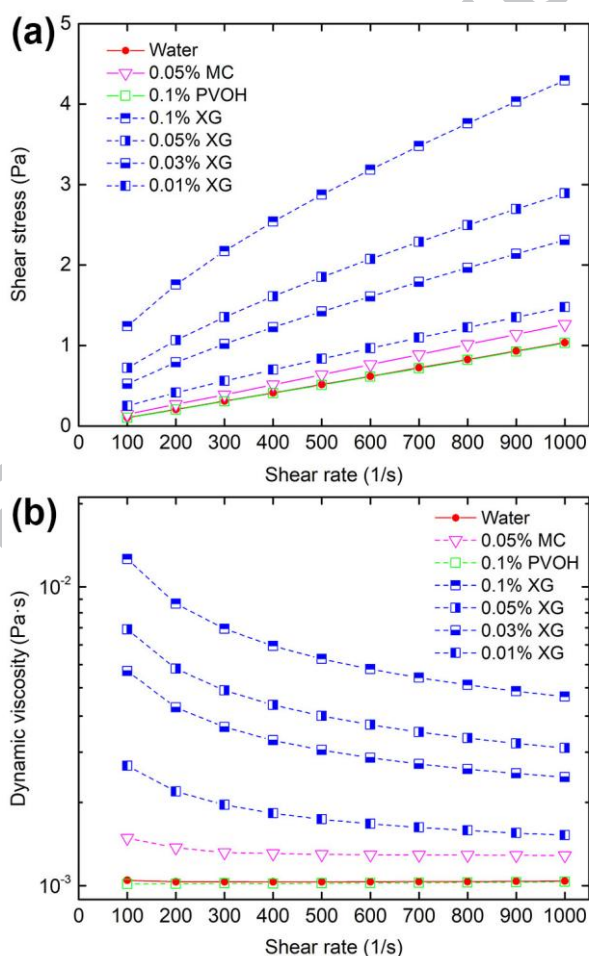 (a)
5
4
3
2
1
0
Shear stress (Pa)
Water
0.05% MC
0.1% PVOH
0.1% XG
0.05% XG
0.03% XG
0.01% XG
0 100 200 300 400 500 600 700 800 900 1000
Shear rate (1/s)
(b)
10⁻²
10⁻³
Dynamic viscosity (Pa·s)
Water
0.05% MC
0.1% PVOH
0.1% XG
0.05% XG
0.03% XG
0.01% XG
0 100 200 300 400 500 600 700 800 900 1000
Shear rate (1/s)